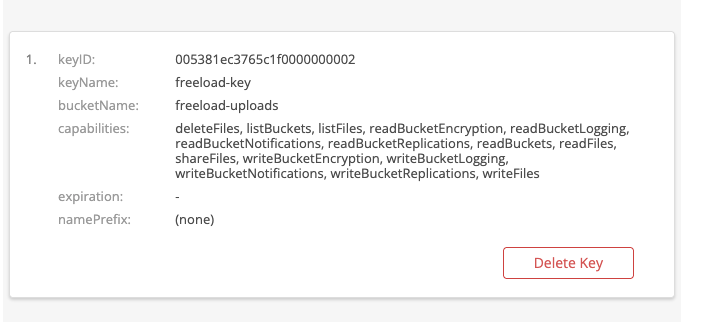 1. keyID: 005381ec3765c1f0000000002
keyName: freeload-key
bucketName: freeload-uploads
capabilities: deleteFiles, listBuckets, listFiles, readBucketEncryption, readBucketLogging,
readBucketNotifications, readBucketReplications, readBuckets, readFiles,
shareFiles, writeBucketEncryption, writeBucketLogging,
writeBucketNotifications, writeBucketReplications, writeFiles
expiration: -
namePrefix: (none)
Delete Key